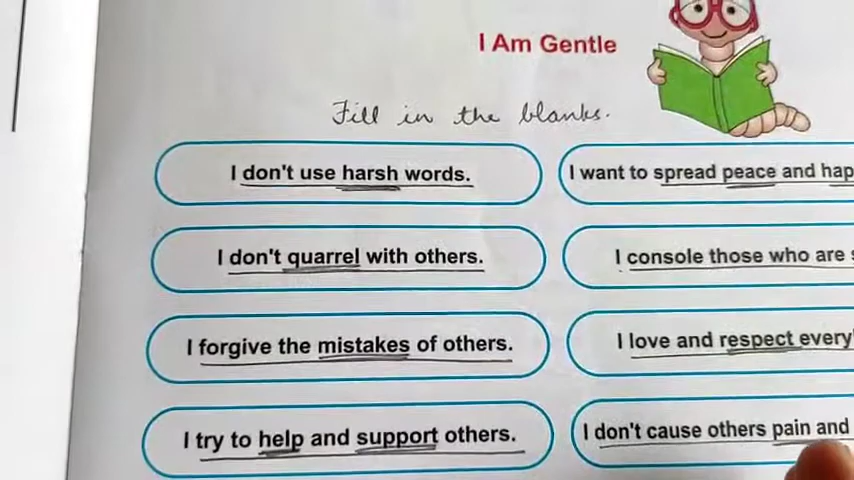 I Am Gentle
Fill in the blanks.
I don't use harsh words.
I want to spread peace and
I don't quarrel with others.
I console those who are
I forgive the mistakes of others.
I love and respect
I try to help and support others.
I don't cause others pain and